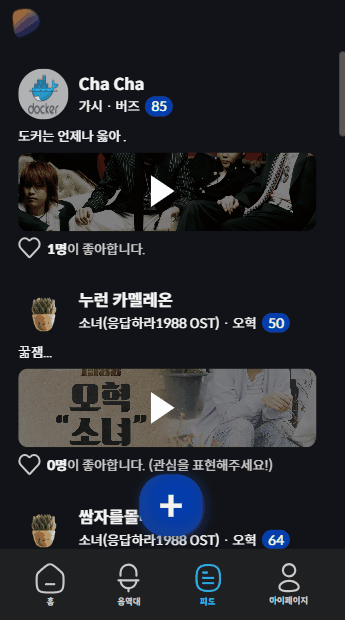 docker
Cha Cha
가시 · 버즈 85
도커는 언제나 옳아 .
1명이 좋아합니다.
누런 카멜레온
소녀(응답하라1988 OST) · 오혁 50
꿇잼...
오혁
“소녀”
0명이 좋아합니다. (관심을 표현해주세요!)
쌈자를몰
소녀(응답하라1988 OST) · 오혁 64
홈
음역대
피드
마이페이지